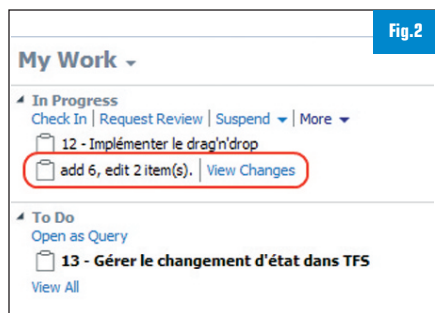 Fig.2
My Work
In Progress
Check In | Request Review | Suspend | More
12 - Implémenter le drag'n'drop
add 6, edit 2 item(s). | View Changes
To Do
Open as Query
13 - Gérer le changement d'état dans TFS
View All